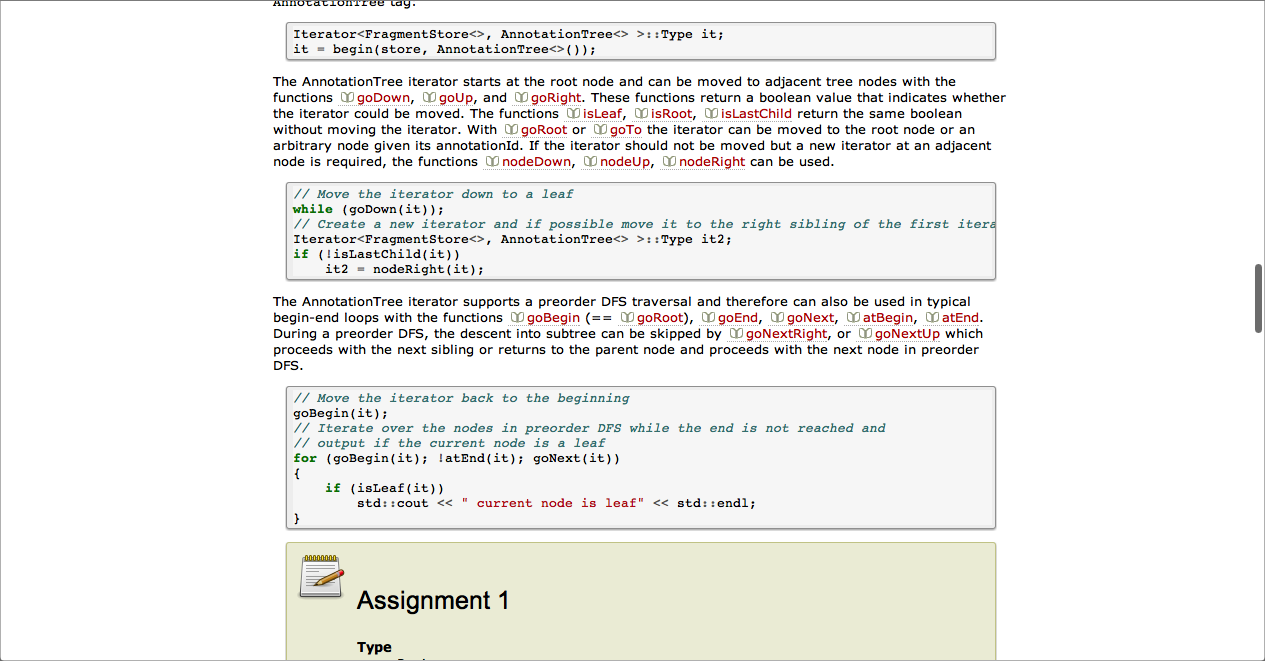 AnnotationTree tag.
Iterator<FragmentStore<>, AnnotationTree<> >::Type it;
it = begin(store, AnnotationTree<>());
The AnnotationTree iterator starts at the root node and can be moved to adjacent tree nodes with the
functions goDown, goUp, and goRight. These functions return a boolean value that indicates whether
the iterator could be moved. The functions isLeaf, isRoot, isLastChild return the same boolean
without moving the iterator. With goRoot or goTo the iterator can be moved to the root node or an
arbitrary node given its annotationId. If the iterator should not be moved but a new iterator at an adjacent
node is required, the functions nodeDown, nodeUp, nodeRight can be used.
// Move the iterator down to a leaf
while (goDown(it));
// Create a new iterator and if possible move it to the right sibling of the first itera
Iterator<FragmentStore<>, AnnotationTree<> >::Type it2;
if (!isLastChild(it))
    it2 = nodeRight(it);
The AnnotationTree iterator supports a preorder DFS traversal and therefore can also be used in typical
begin-end loops with the functions goBegin (== goRoot), goEnd, goNext, atBegin, atEnd.
During a preorder DFS, the descent into subtree can be skipped by goNextRight, or goNextUp which
proceeds with the next sibling or returns to the parent node and proceeds with the next node in preorder
DFS.
// Move the iterator back to the beginning
goBegin(it);
// Iterate over the nodes in preorder DFS while the end is not reached and
// output if the current node is a leaf
for (goBegin(it); !atEnd(it); goNext(it))
{
    if (isLeaf(it))
        std::cout << " current node is leaf" << std::endl;
}
Assignment 1
Type